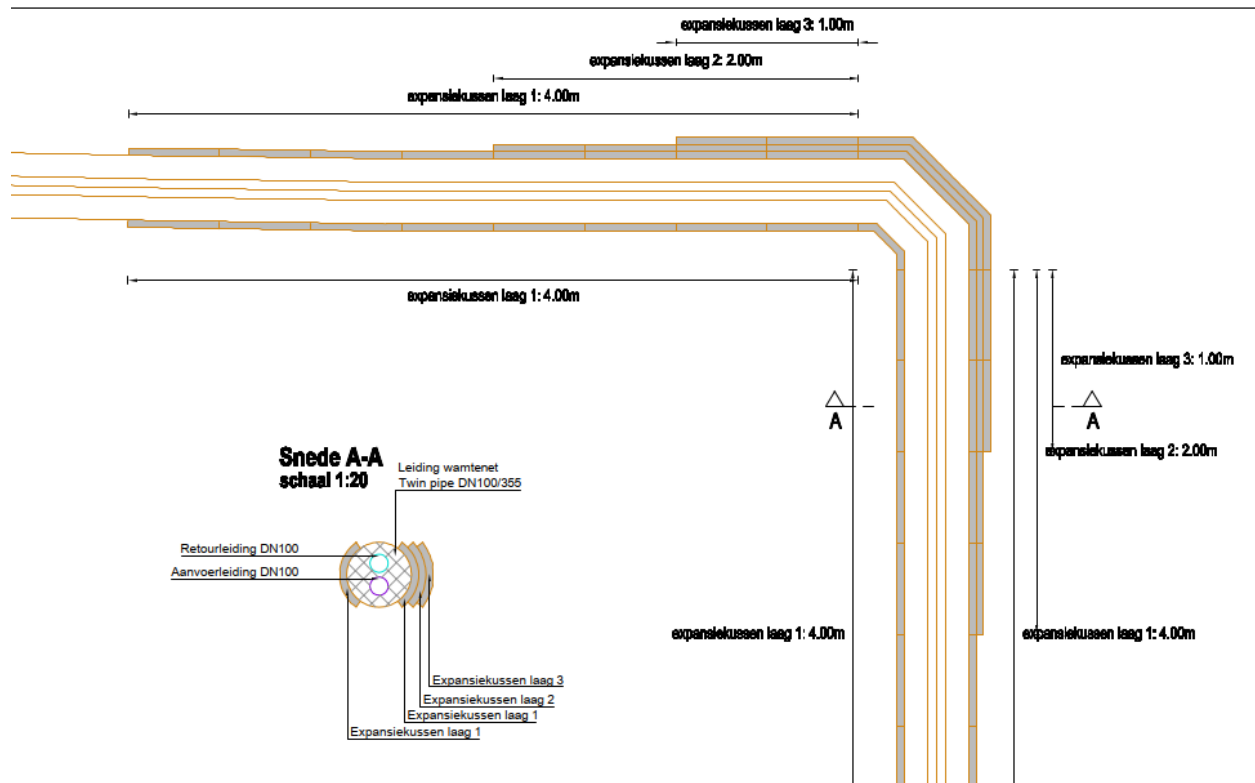 expansiekussen laag 3: 1.00m
expansiekussen laag 2: 2.00m
expansiekussen laag 1: 4.00m
expansiekussen laag 1: 4.00m
expansiekussen laag 3: 1.00m
A
A
expansiekussen laag 2: 2.00m
Snede A-A
schaal 1:20
Leiding wamtenet
Twin pipe DN100/355
Retourleiding DN100
Aanvoerleiding DN100
expansiekussen laag 1: 4.00m
expansiekussen laag 1: 4.00m
Expansiekussen laag 3
Expansiekussen laag 2
Expansiekussen laag 1
Expansiekussen laag 1